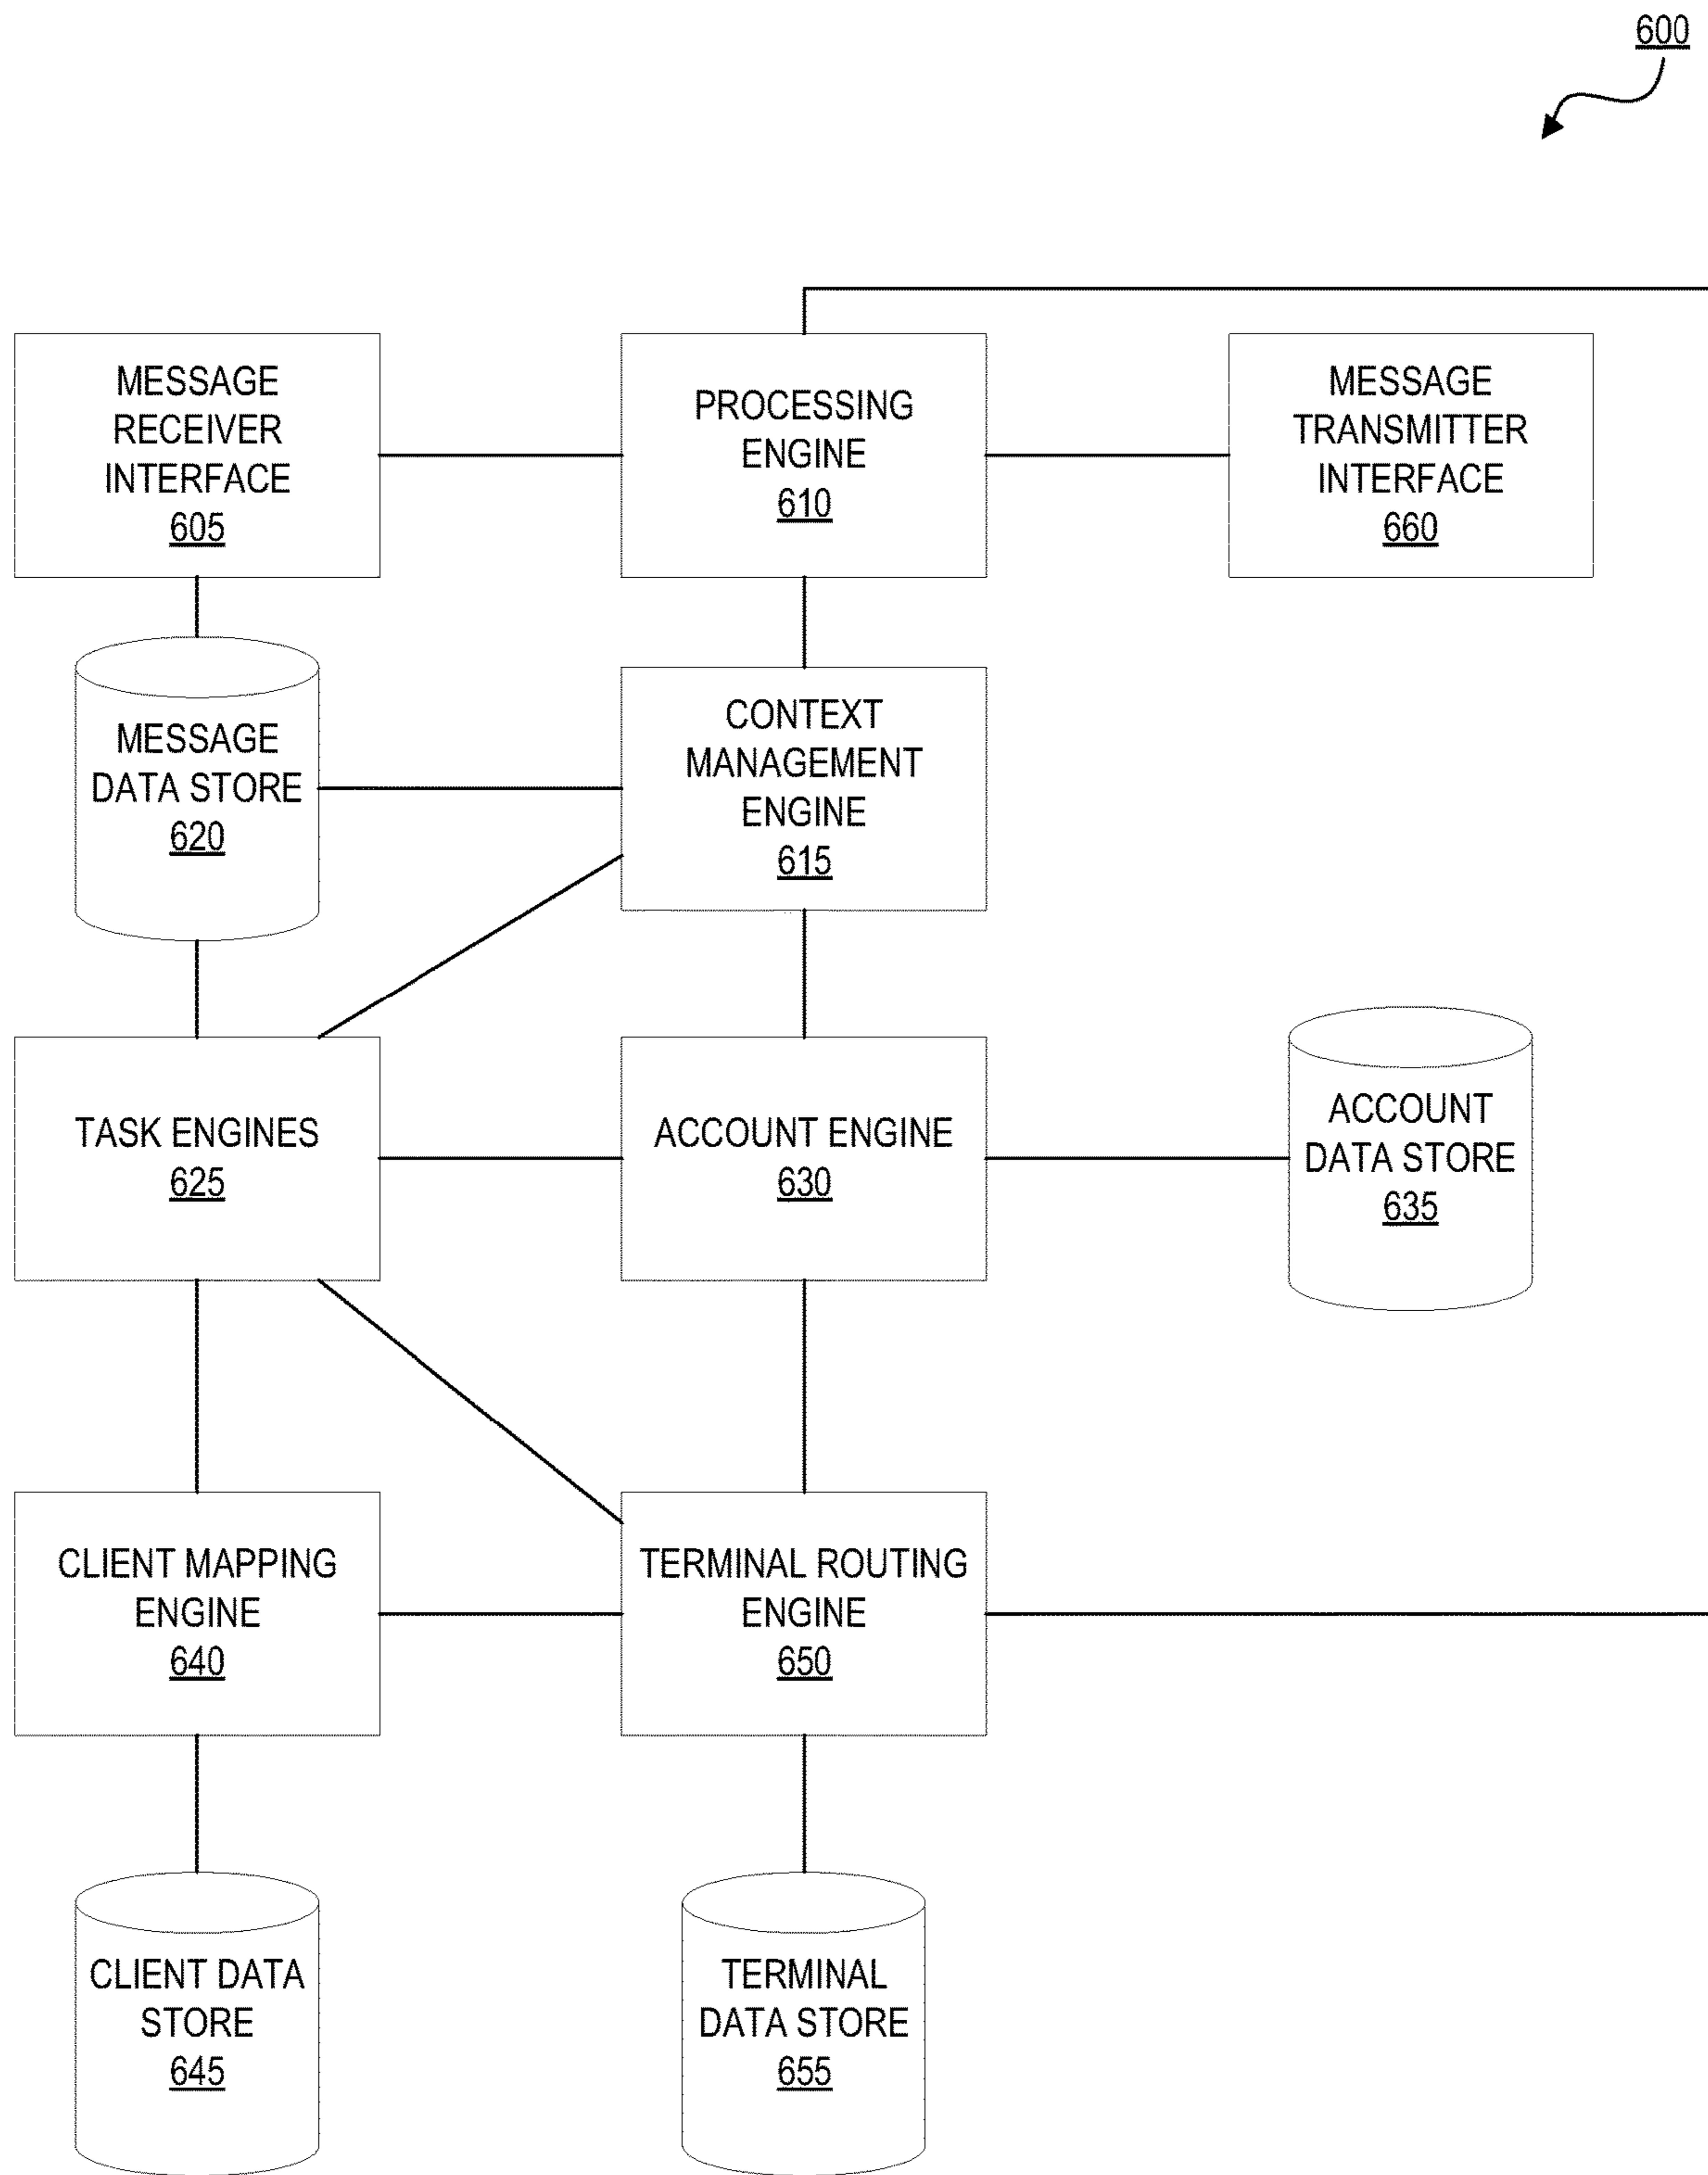 600
MESSAGE
RECEIVER
INTERFACE
605
PROCESSING
ENGINE
610
MESSAGE
TRANSMITTER
INTERFACE
660
MESSAGE
DATA STORE
620
CONTEXT
MANAGEMENT
ENGINE
615
TASK ENGINES
625
ACCOUNT ENGINE
630
ACCOUNT
DATA STORE
635
CLIENT MAPPING
ENGINE
640
TERMINAL ROUTING
ENGINE
650
CLIENT DATA
STORE
645
TERMINAL
DATA STORE
655